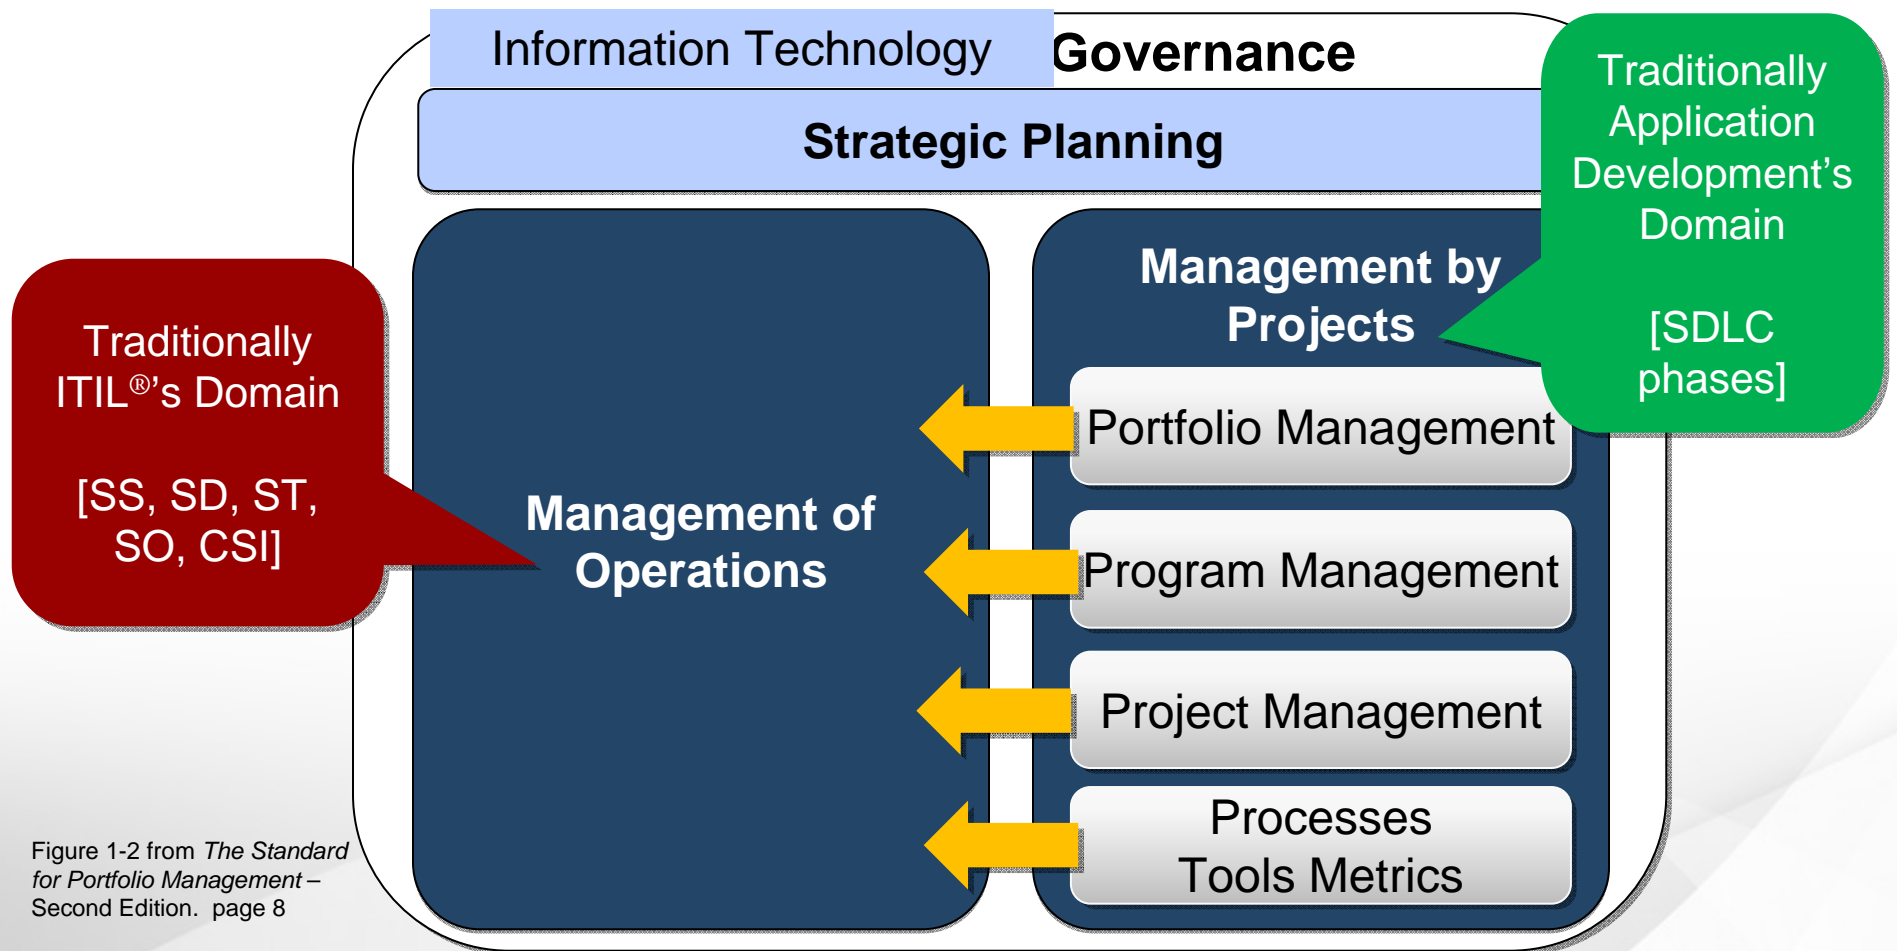 Information Technology Governance
Strategic Planning
Traditionally
Application
Development’s
Domain
[SDLC
phases]
Traditionally
ITIL®’s Domain
[SS, SD, ST,
SO, CSI]
Management of
Operations
Management by
Projects
Portfolio Management
Program Management
Project Management
Processes
Tools Metrics
Figure 1-2 from The Standard
for Portfolio Management –
Second Edition. page 8